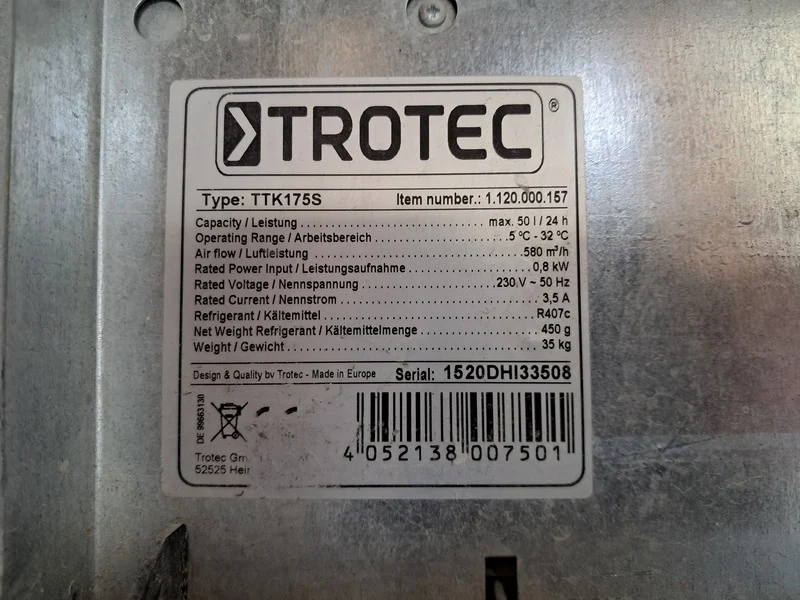 TROTEC ®
Type: TTK175S Item number.: 1.120.000.157
Capacity / Leistung ........................ max. 50 l / 24 h
Operating Range / Arbeitsbereich ........................ 5 ºC - 32 ºC
Air flow / Luftleistung ........................ 580 m³/h
Rated Power Input / Leistungsaufnahme ........................ 0,8 kW
Rated Voltage / Nennspannung ........................ 230 V ~ 50 Hz
Rated Current / Nennstrom ........................ 3,5 A
Refrigerant / Kältemittel ........................ R407c
Net Weight Refrigerant / Kältemittelmenge ........................ 450 g
Weight / Gewicht ........................ 35 kg
Design & Quality by Trotec - Made in Europe Serial: 1520DHI33508
DE 99663130
4 052138 007501
Trotec
52525